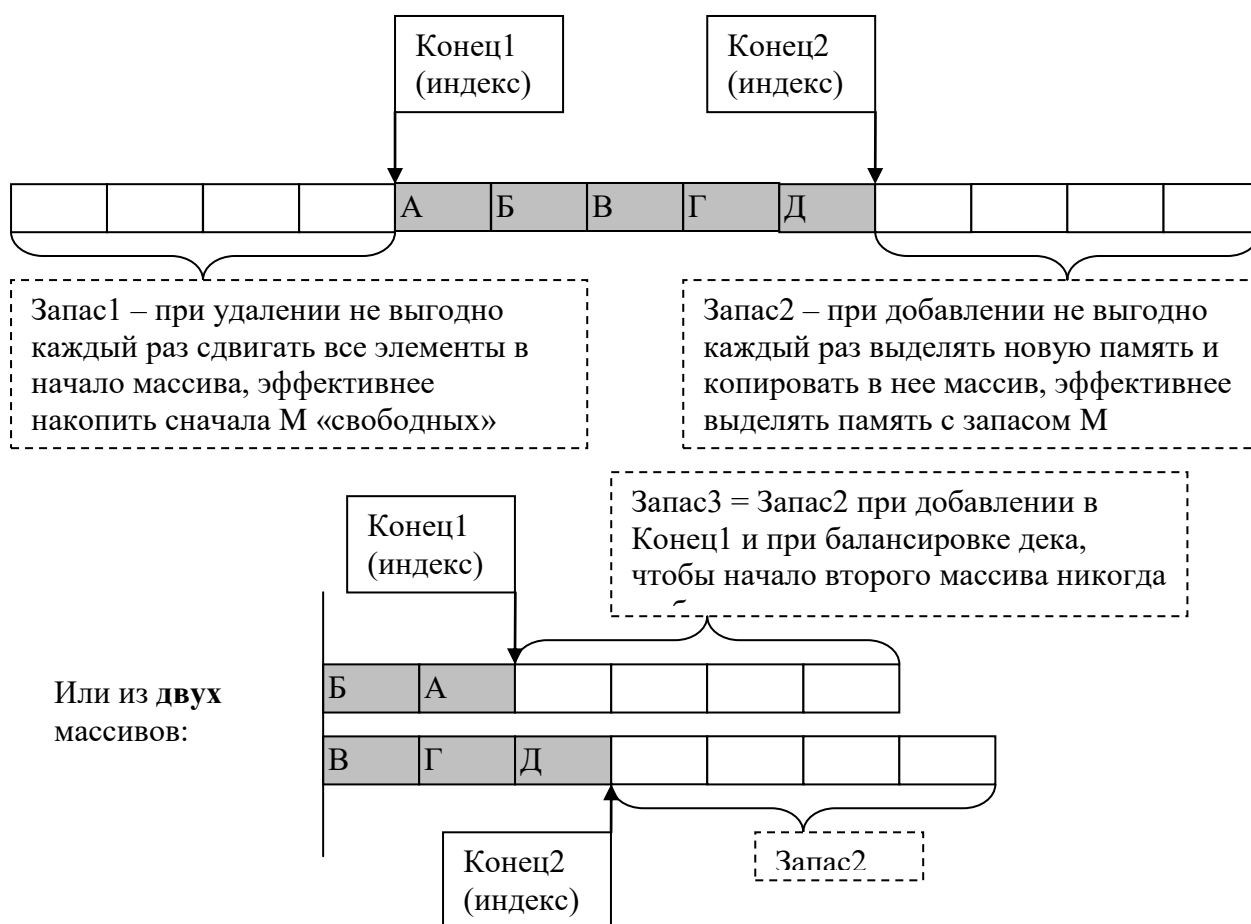 Конец1
(индекс)
Конец2
(индекс)
А Б В Г Д
Запас1 – при удалении не выгодно
каждый раз сдвигать все элементы в
начало массива, эффективнее
накопить сначала М «свободных»
Запас2 – при добавлении не выгодно
каждый раз выделять новую память и
копировать в нее массив, эффективнее
выделять память с запасом М
Запас3 = Запас2 при добавлении в
Конец1 и при балансировке дека,
чтобы начало второго массива никогда
Конец1
(индекс)
Или из двух
массивов:
Б А
В Г Д
Конец2
(индекс)
Запас2